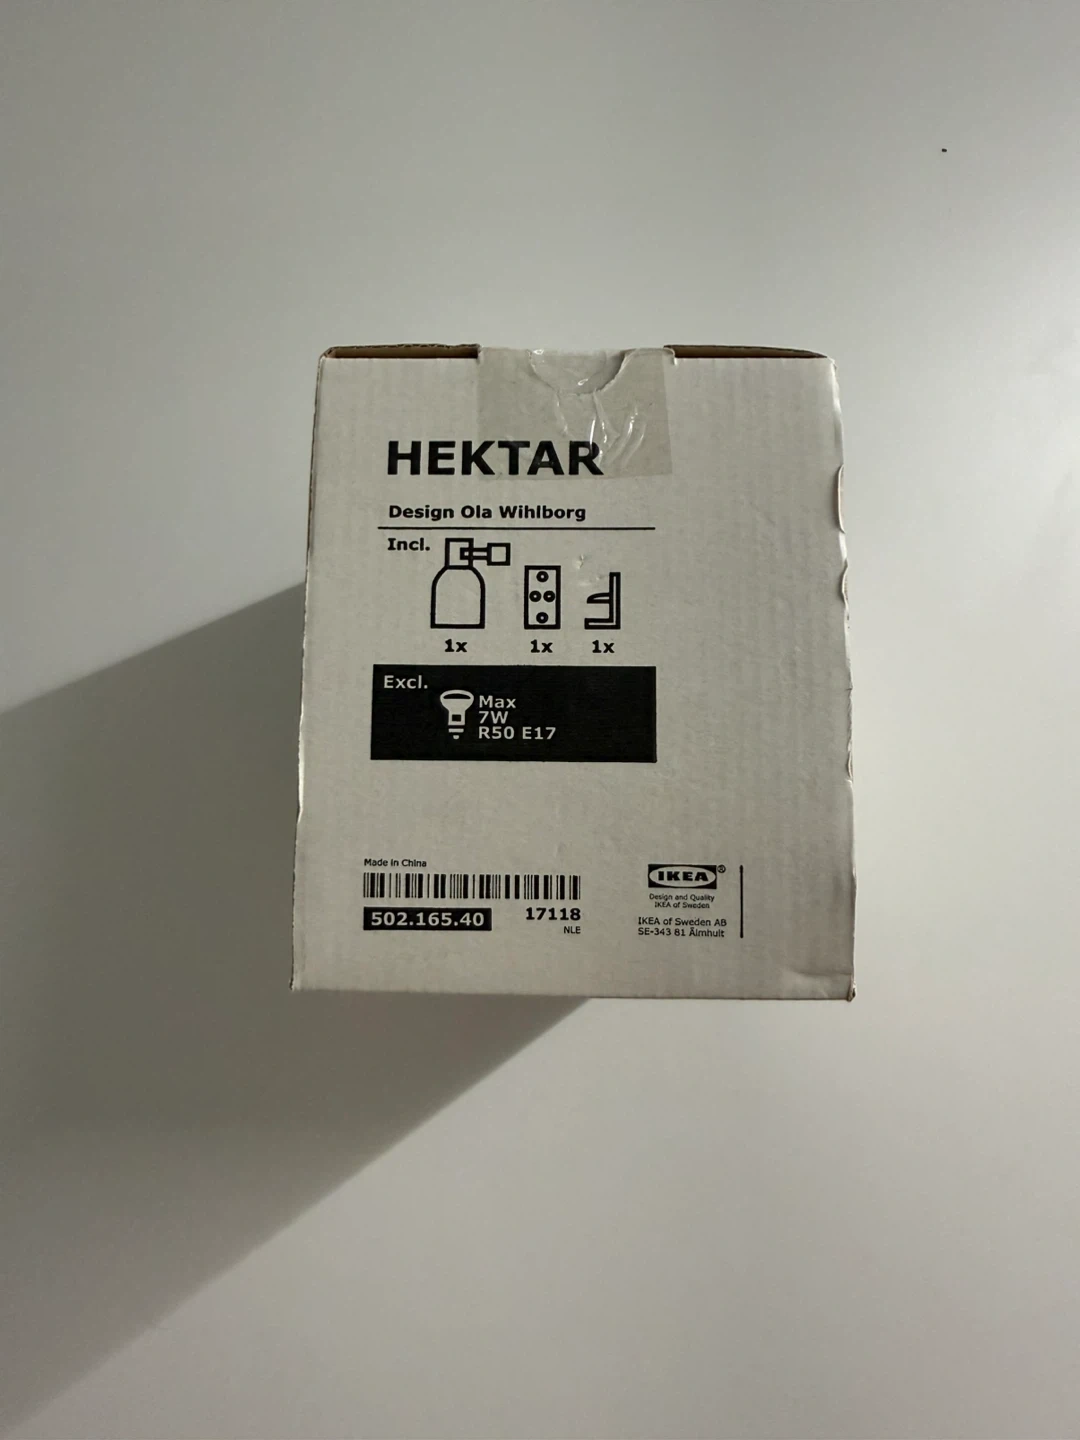 HEKTAR
Design Ola Wihlborg
Incl.
1x 1x 1x
Excl.
Max
7W
R50 E17
Made in China
502.165.40
17118
NLE
IKEA®
Design and Quality
IKEA of Sweden
IKEA of Sweden AB
SE-343 81 Älmhult